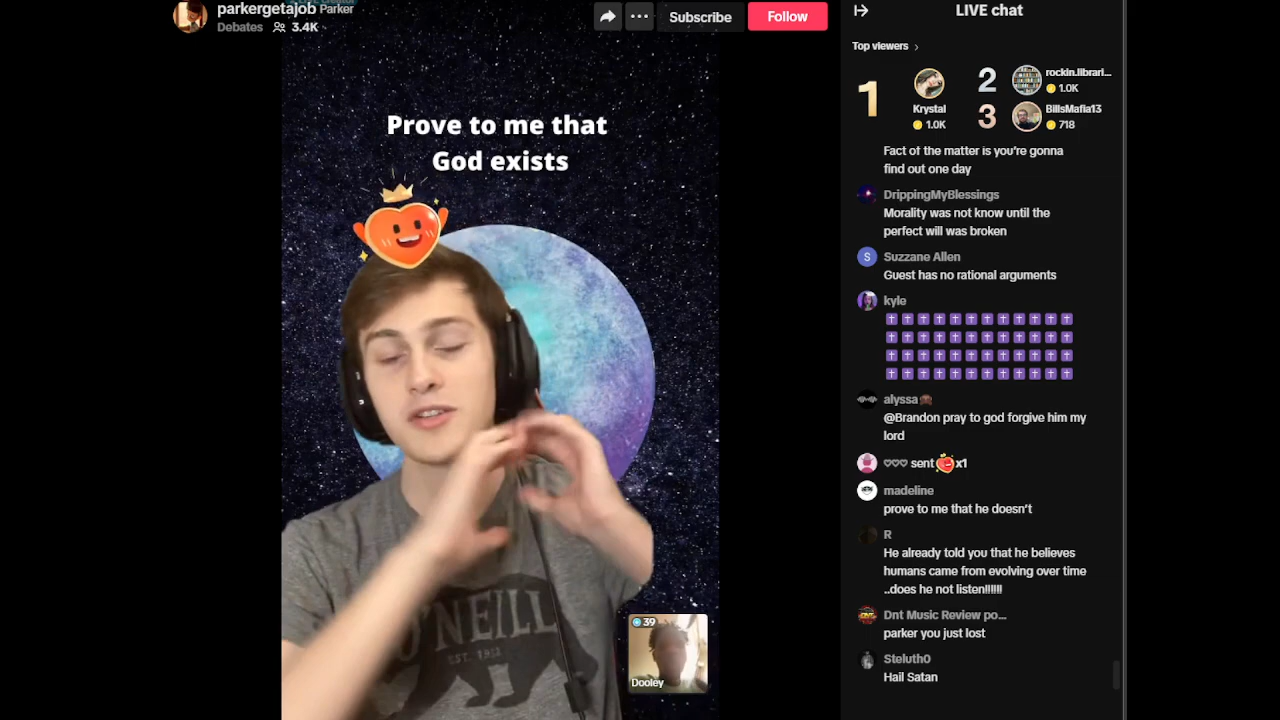 parkergetajob Parker
Debates 3.4K
Subscribe
Follow
Prove to me that
God exists
O'NEILL
EST. 1952
39
Dooley
LIVE chat
Top viewers
1
Krystal
1.0K
2
rockin.librari...
1.0K
3
BillsMafia13
718
Fact of the matter is you're gonna
find out one day
DrippingMyBlessings
Morality was not know until the
perfect will was broken
S
Suzzane Allen
Guest has no rational arguments
kyle
alyssa
@Brandon pray to god forgive him my
lord
sent x1
madeline
prove to me that he doesn't
R
He already told you that he believes
humans came from evolving over time
..does he not listen!!!!!!
Dnt Music Review po...
parker you just lost
Steluth0
Hail Satan